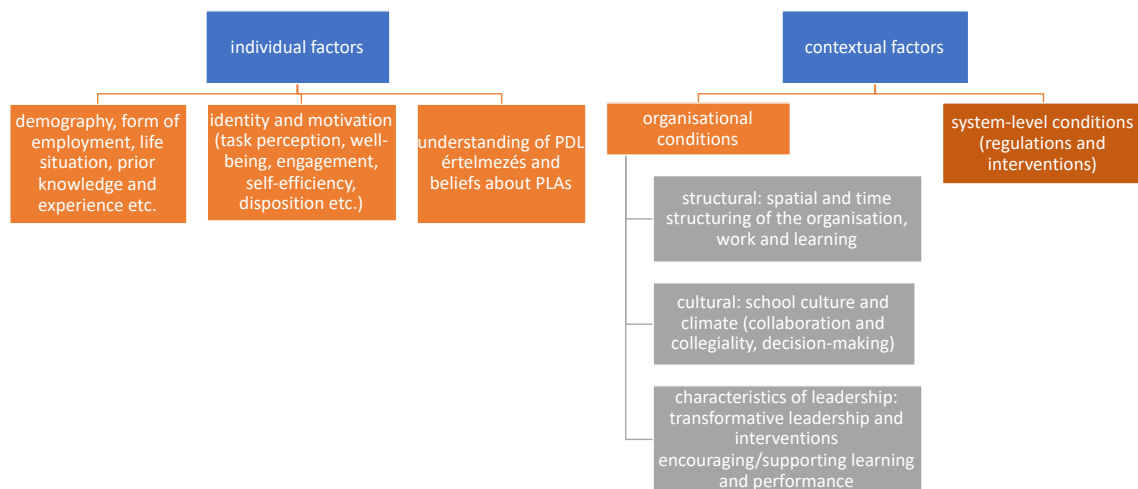 individual factors
demography, form of
employment, life
situation, prior
knowledge and
experience etc.
identity and motivation
(task perception, well-
being, engagement,
self-efficiency,
disposition etc.)
understanding of PDL
értelmezés and
beliefs about PLAs
contextual factors
organisational
conditions
structural: spatial and time
structuring of the organisation,
work and learning
cultural: school culture and
climate (collaboration and
collegiality, decision-making)
characteristics of leadership:
transformative leadership and
interventions
encouraging/supporting learning
and performance
system-level conditions
(regulations and
interventions)